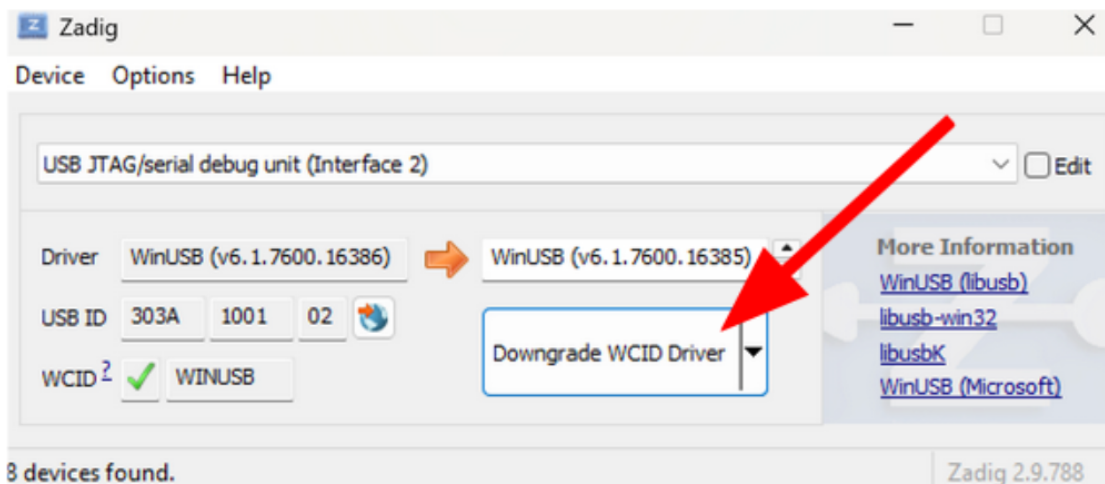 Zadig
Device Options Help
USB JTAG/serial debug unit (Interface 2)
Edit
Driver WinUSB (v6.1.7600.16386) WinUSB (v6.1.7600.16385)
More Information
WinUSB (libusb)
USB ID 303A 1001 02
libusb-win32
Downgrade WCID Driver
libusbK
WCID ? WINUSB
WinUSB (Microsoft)
8 devices found.
Zadig 2.9.788